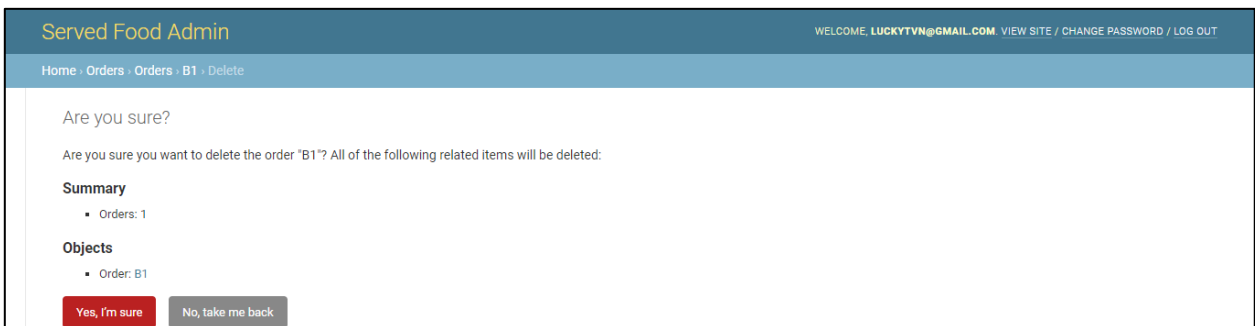 Served Food Admin
WELCOME, LUCKYTVN@GMAIL.COM. VIEW SITE / CHANGE PASSWORD / LOG OUT
Home › Orders › Orders › B1 › Delete
Are you sure?
Are you sure you want to delete the order "B1"? All of the following related items will be deleted:
Summary
▪ Orders: 1
Objects
▪ Order: B1
Yes, I'm sure No, take me back